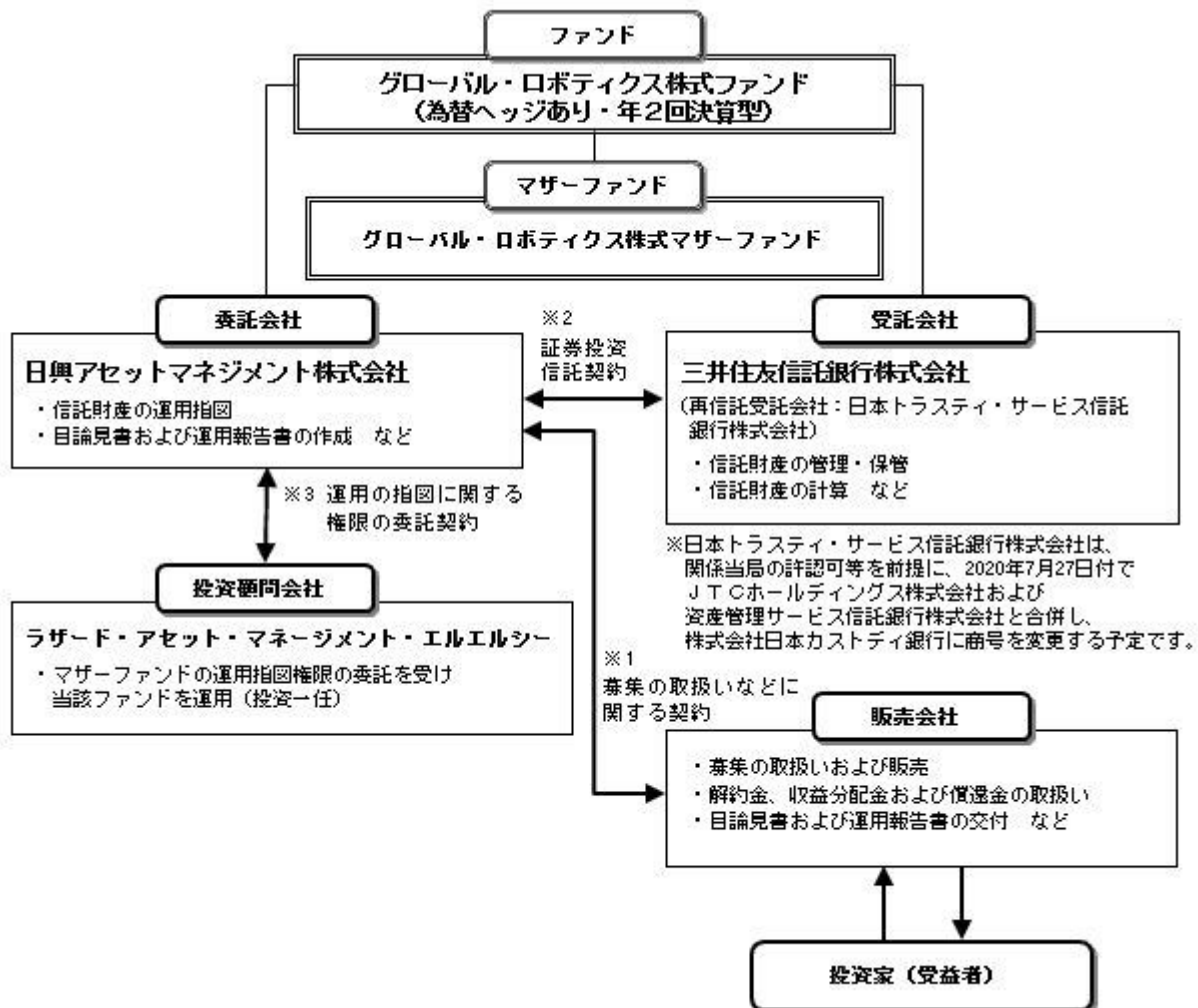 ファンド
グローバル・ロボティクス株式ファンド
(為替ヘッジあり・年2回決算型)
マザーファンド
グローバル・ロボティクス株式マザーファンド
委託会社
日興アセットマネジメント株式会社
・信託財産の運用指図
・目論見書および運用報告書の作成 など
※2
証券投資
信託契約
受託会社
三井住友信託銀行株式会社
(再信託受託会社：日本トラスティ・サービス信託
銀行株式会社)
・信託財産の管理・保管
・信託財産の計算 など
※日本トラスティ・サービス信託銀行株式会社は、
関係当局の許認可等を前提に、2020年7月27日付で
ＪＴＣホールディングス株式会社および
資産管理サービス信託銀行株式会社と合併し、
株式会社日本カストディ銀行に商号を変更する予定です。
※3 運用の指図に関する
権限の委託契約
投資顧問会社
ラザード・アセット・マネージメント・エルエルシー
・マザーファンドの運用指図権限の委託を受け
当該ファンドを運用（投資一任）
※1
募集の取扱いなどに
関する契約
販売会社
・募集の取扱いおよび販売
・解約金、収益分配金および償還金の取扱い
・目論見書および運用報告書の交付 など
投資家（受益者）